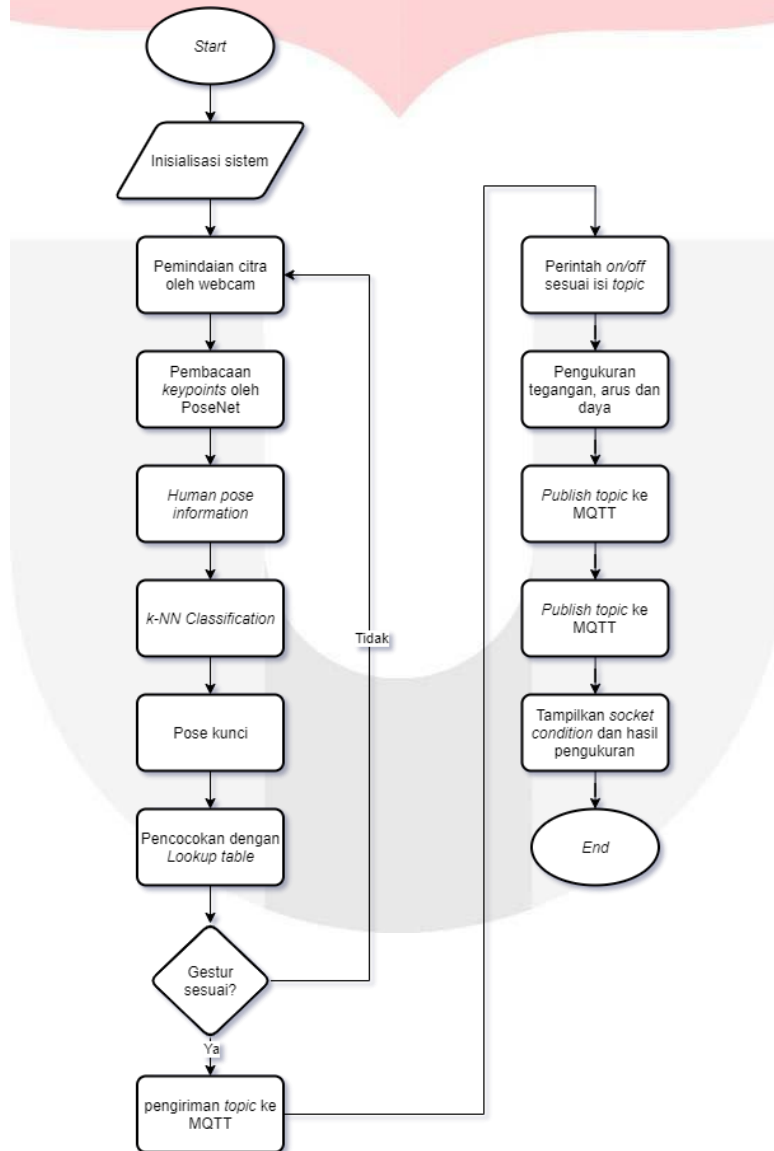 Start
Inisialisasi sistem
Pemindaian citra
oleh webcam
Pembacaan
keypoints oleh
PoseNet
Human pose
information
k-NN Classification
Pose kunci
Pencocokan dengan
Lookup table
Gestur
sesuai?
Tidak
Ya
pengiriman topic ke
MQTT
Perintah on/off
sesuai isi topic
Pengukuran
tegangan, arus dan
daya
Publish topic ke
MQTT
Publish topic ke
MQTT
Tampilkan socket
condition dan hasil
pengukuran
End